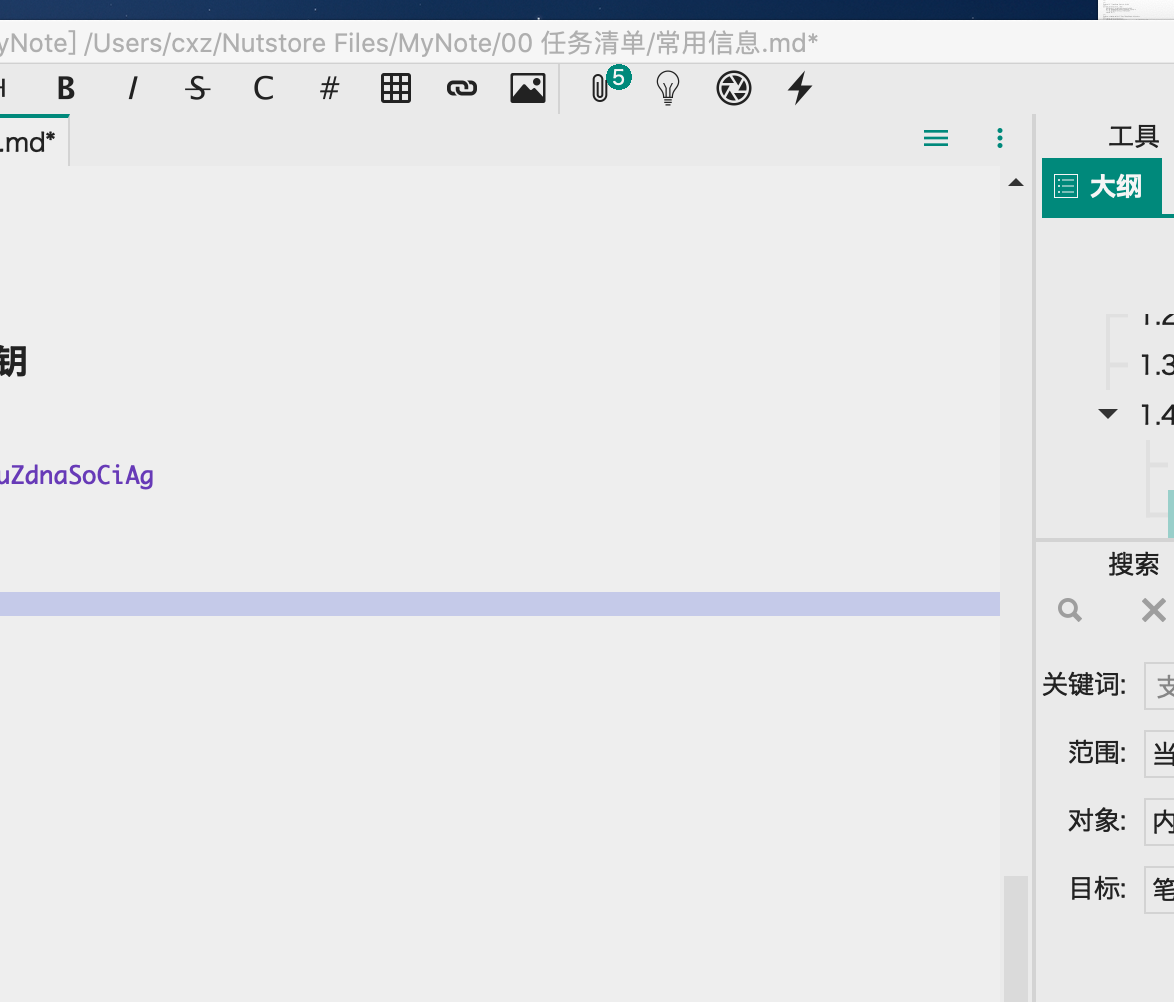 yNote] /Users/cxz/Nutstore Files/MyNote/00 任务清单/常用信息.md*
B I S C #
5
.md*
工具
大纲
钥
1.2
1.3
1.4
uZdnaSoCiAg
搜索
关键词: 支
范围: 当
对象: 内
目标: 笔